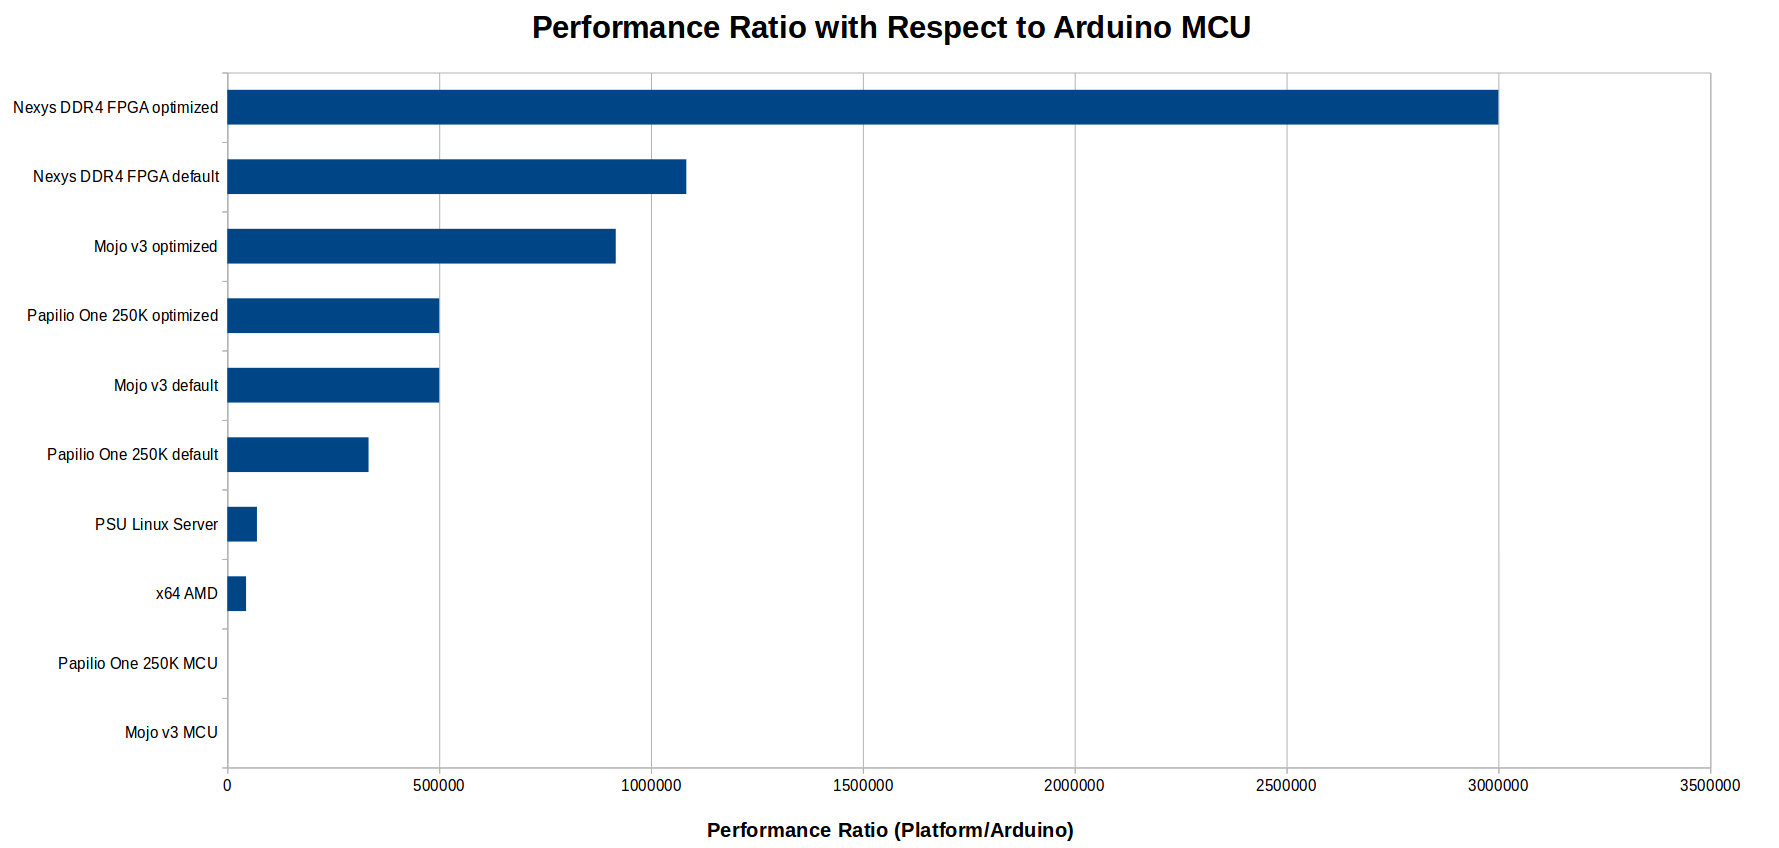 Performance Ratio with Respect to Arduino MCU
Nexys DDR4 FPGA optimized
Nexys DDR4 FPGA default
Mojo v3 optimized
Papilio One 250K optimized
Mojo v3 default
Papilio One 250K default
PSU Linux Server
x64 AMD
Papilio One 250K MCU
Mojo v3 MCU
0 500000 1000000 1500000 2000000 2500000 3000000 3500000
Performance Ratio (Platform/Arduino)